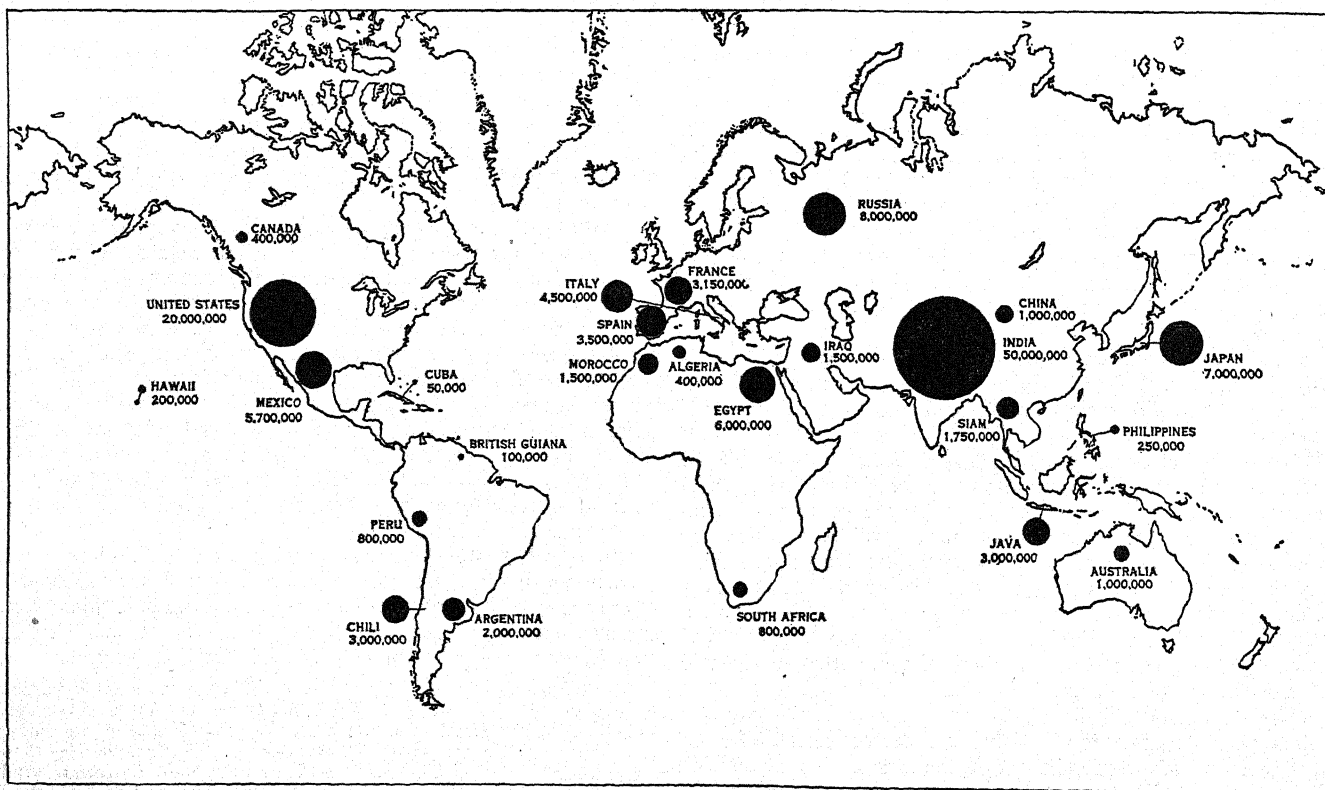 CANADA
400,000
UNITED STATES
20,000,000
MEXICO
5,700,000
HAWAII
200,000
CUBA
50,000
BRITISH GUIANA
100,000
PERU
800,000
CHILI
3,000,000
ARGENTINA
2,000,000
RUSSIA
8,000,000
FRANCE
3,150,000
ITALY
4,500,000
SPAIN
3,500,000
MOROCCO
1,500,000
ALGERIA
400,000
EGYPT
6,000,000
IRAQ
1,500,000
CHINA
1,000,000
INDIA
50,000,000
JAPAN
7,000,000
SIAM
1,750,000
PHILIPPINES
250,000
JAVA
3,000,000
AUSTRALIA
1,000,000
SOUTH AFRICA
800,000